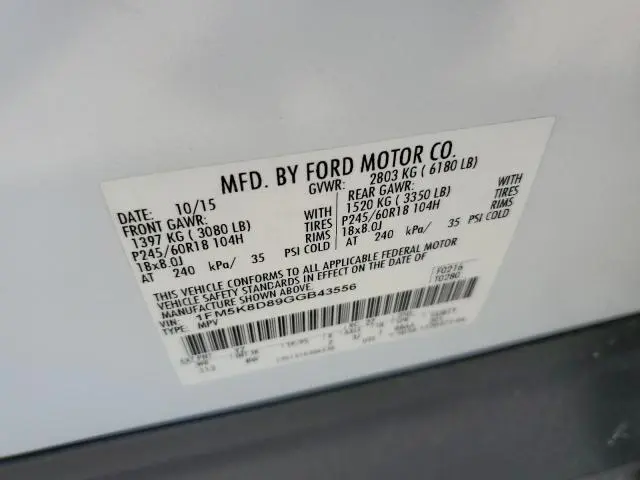 MFD. BY FORD MOTOR CO.
DATE: 10/15 GVWR: 2803 KG ( 6180 LB)
FRONT GAWR: REAR GAWR:
1397 KG ( 3080 LB) WITH 1520 KG ( 3350 LB) WITH
P245/60R18 104H TIRES P245/60R18 104H TIRES
18x8.0J RIMS 18x8.0J RIMS
AT 240 kPa/ 35 PSI COLD AT 240 kPa/ 35 PSI COLD
THIS VEHICLE CONFORMS TO ALL APPLICABLE FEDERAL MOTOR
VEHICLE SAFETY STANDARDS IN EFFECT ON THE DATE OF
MANUFACTURE SHOWN ABOVE.
VIN: 1FM5K8D89GGB43556 F0216
TYPE: MPV T0280